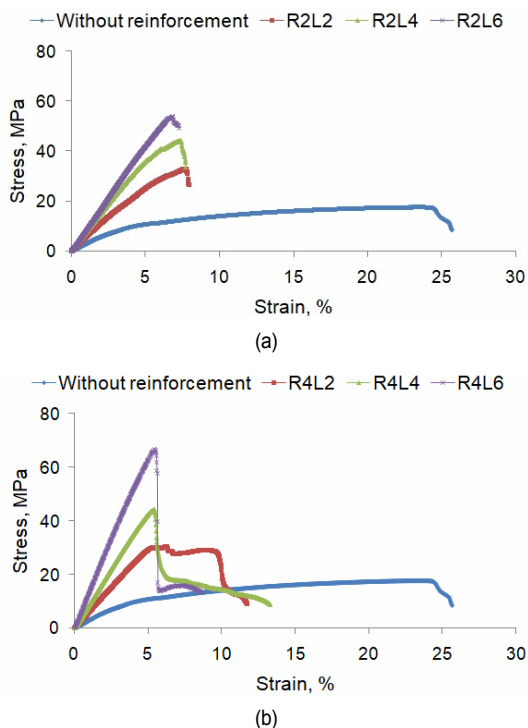 Without reinforcement R2L2 R2L4 R2L6
80
60
40
20
0
Stress, MPa
0 5 10 15 20 25 30
Strain, %
(a)
Without reinforcement R4L2 R4L4 R4L6
80
60
40
20
0
Stress, MPa
0 5 10 15 20 25 30
Strain, %
(b)